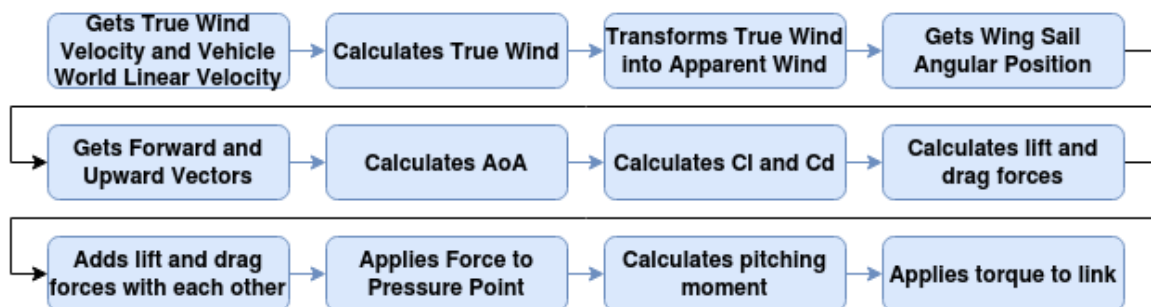 Gets True Wind
Velocity and Vehicle
World Linear Velocity
Calculates True Wind
Transforms True Wind
into Apparent Wind
Gets Wing Sail
Angular Position
Gets Forward and
Upward Vectors
Calculates AoA
Calculates Cl and Cd
Calculates lift and
drag forces
Adds lift and drag
forces with each other
Applies Force to
Pressure Point
Calculates pitching
moment
Applies torque to link